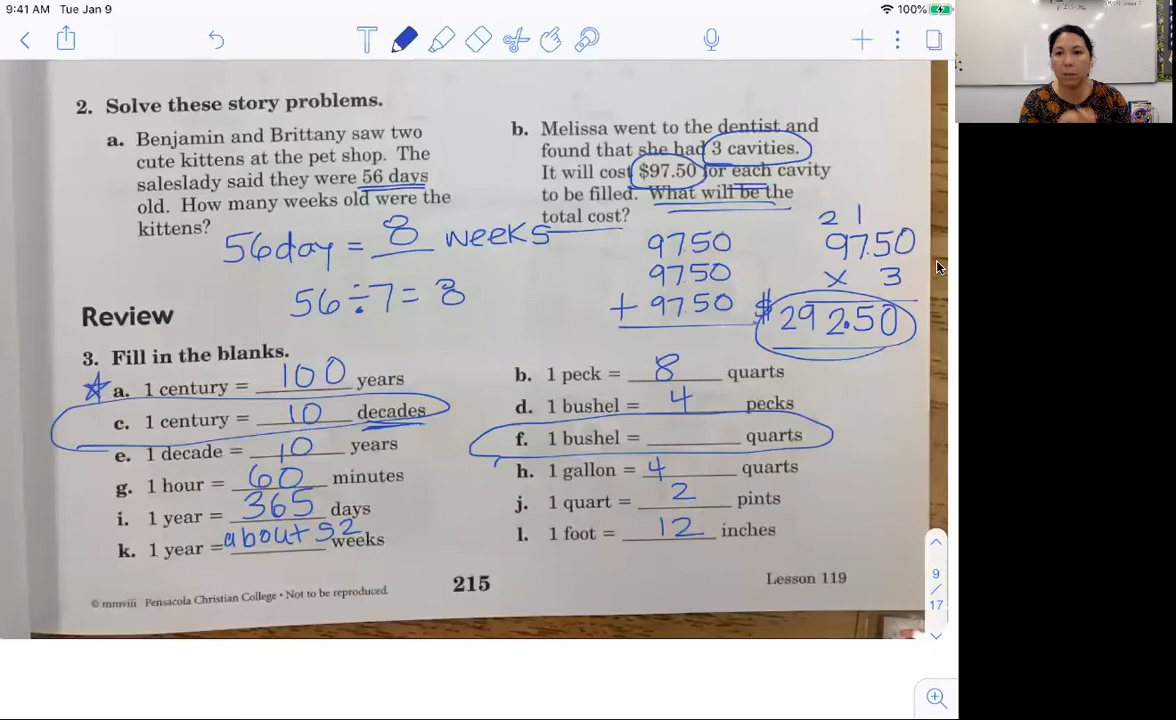 9:41 AM Tue Jan 9
100%
2. Solve these story problems.
a. Benjamin and Brittany saw two
cute kittens at the pet shop. The
saleslady said they were 56 days
old. How many weeks old were the
kittens?
56day = 8 weeks
56 ÷ 7 = 8
b. Melissa went to the dentist and
found that she had 3 cavities.
It will cost $97.50 for each cavity
to be filled. What will be the
total cost?
97.50
97.50
+ 97.50
2 1
97.50
x 3
$292.50
Review
3. Fill in the blanks.
a. 1 century = 100 years
b. 1 peck = 8 quarts
c. 1 century = 10 decades
d. 1 bushel = 4 pecks
e. 1 decade = 10 years
f. 1 bushel = ______ quarts
g. 1 hour = 60 minutes
h. 1 gallon = 4 quarts
i. 1 year = 365 days
j. 1 quart = 2 pints
k. 1 year = about 52 weeks
l. 1 foot = 12 inches
© mmviii Pensacola Christian College • Not to be reproduced.
215
Lesson 119
9
/
17